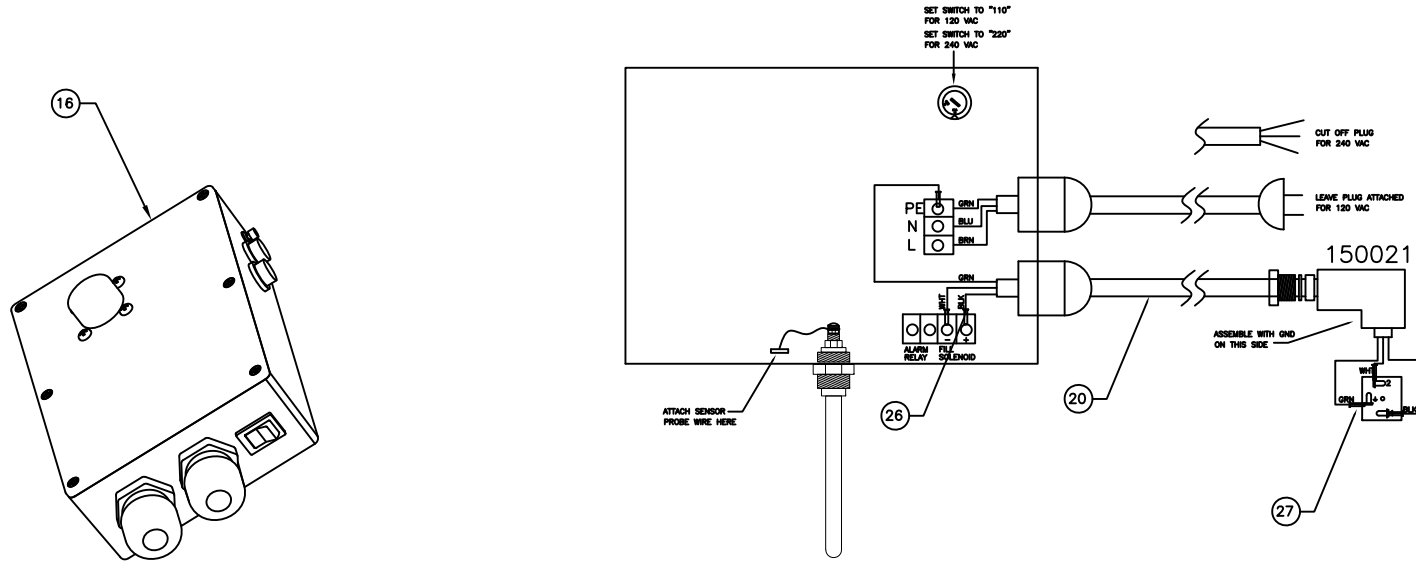 SET SWITCH TO "110"
FOR 120 VAC
SET SWITCH TO "220"
FOR 240 VAC
16
CUT OFF PLUG
FOR 240 VAC
PE
GRN
LEAVE PLUG ATTACHED
FOR 120 VAC
N
BLU
L
BRN
150021
GRN
WHT
BLK
ASSEMBLE WITH GND
ON THIS SIDE
ALARM
RELAY
FILL
SOLENOID
-
+
WHT
2
GRN
BLK
ATTACH SENSOR
PROBE WIRE HERE
26
20
27